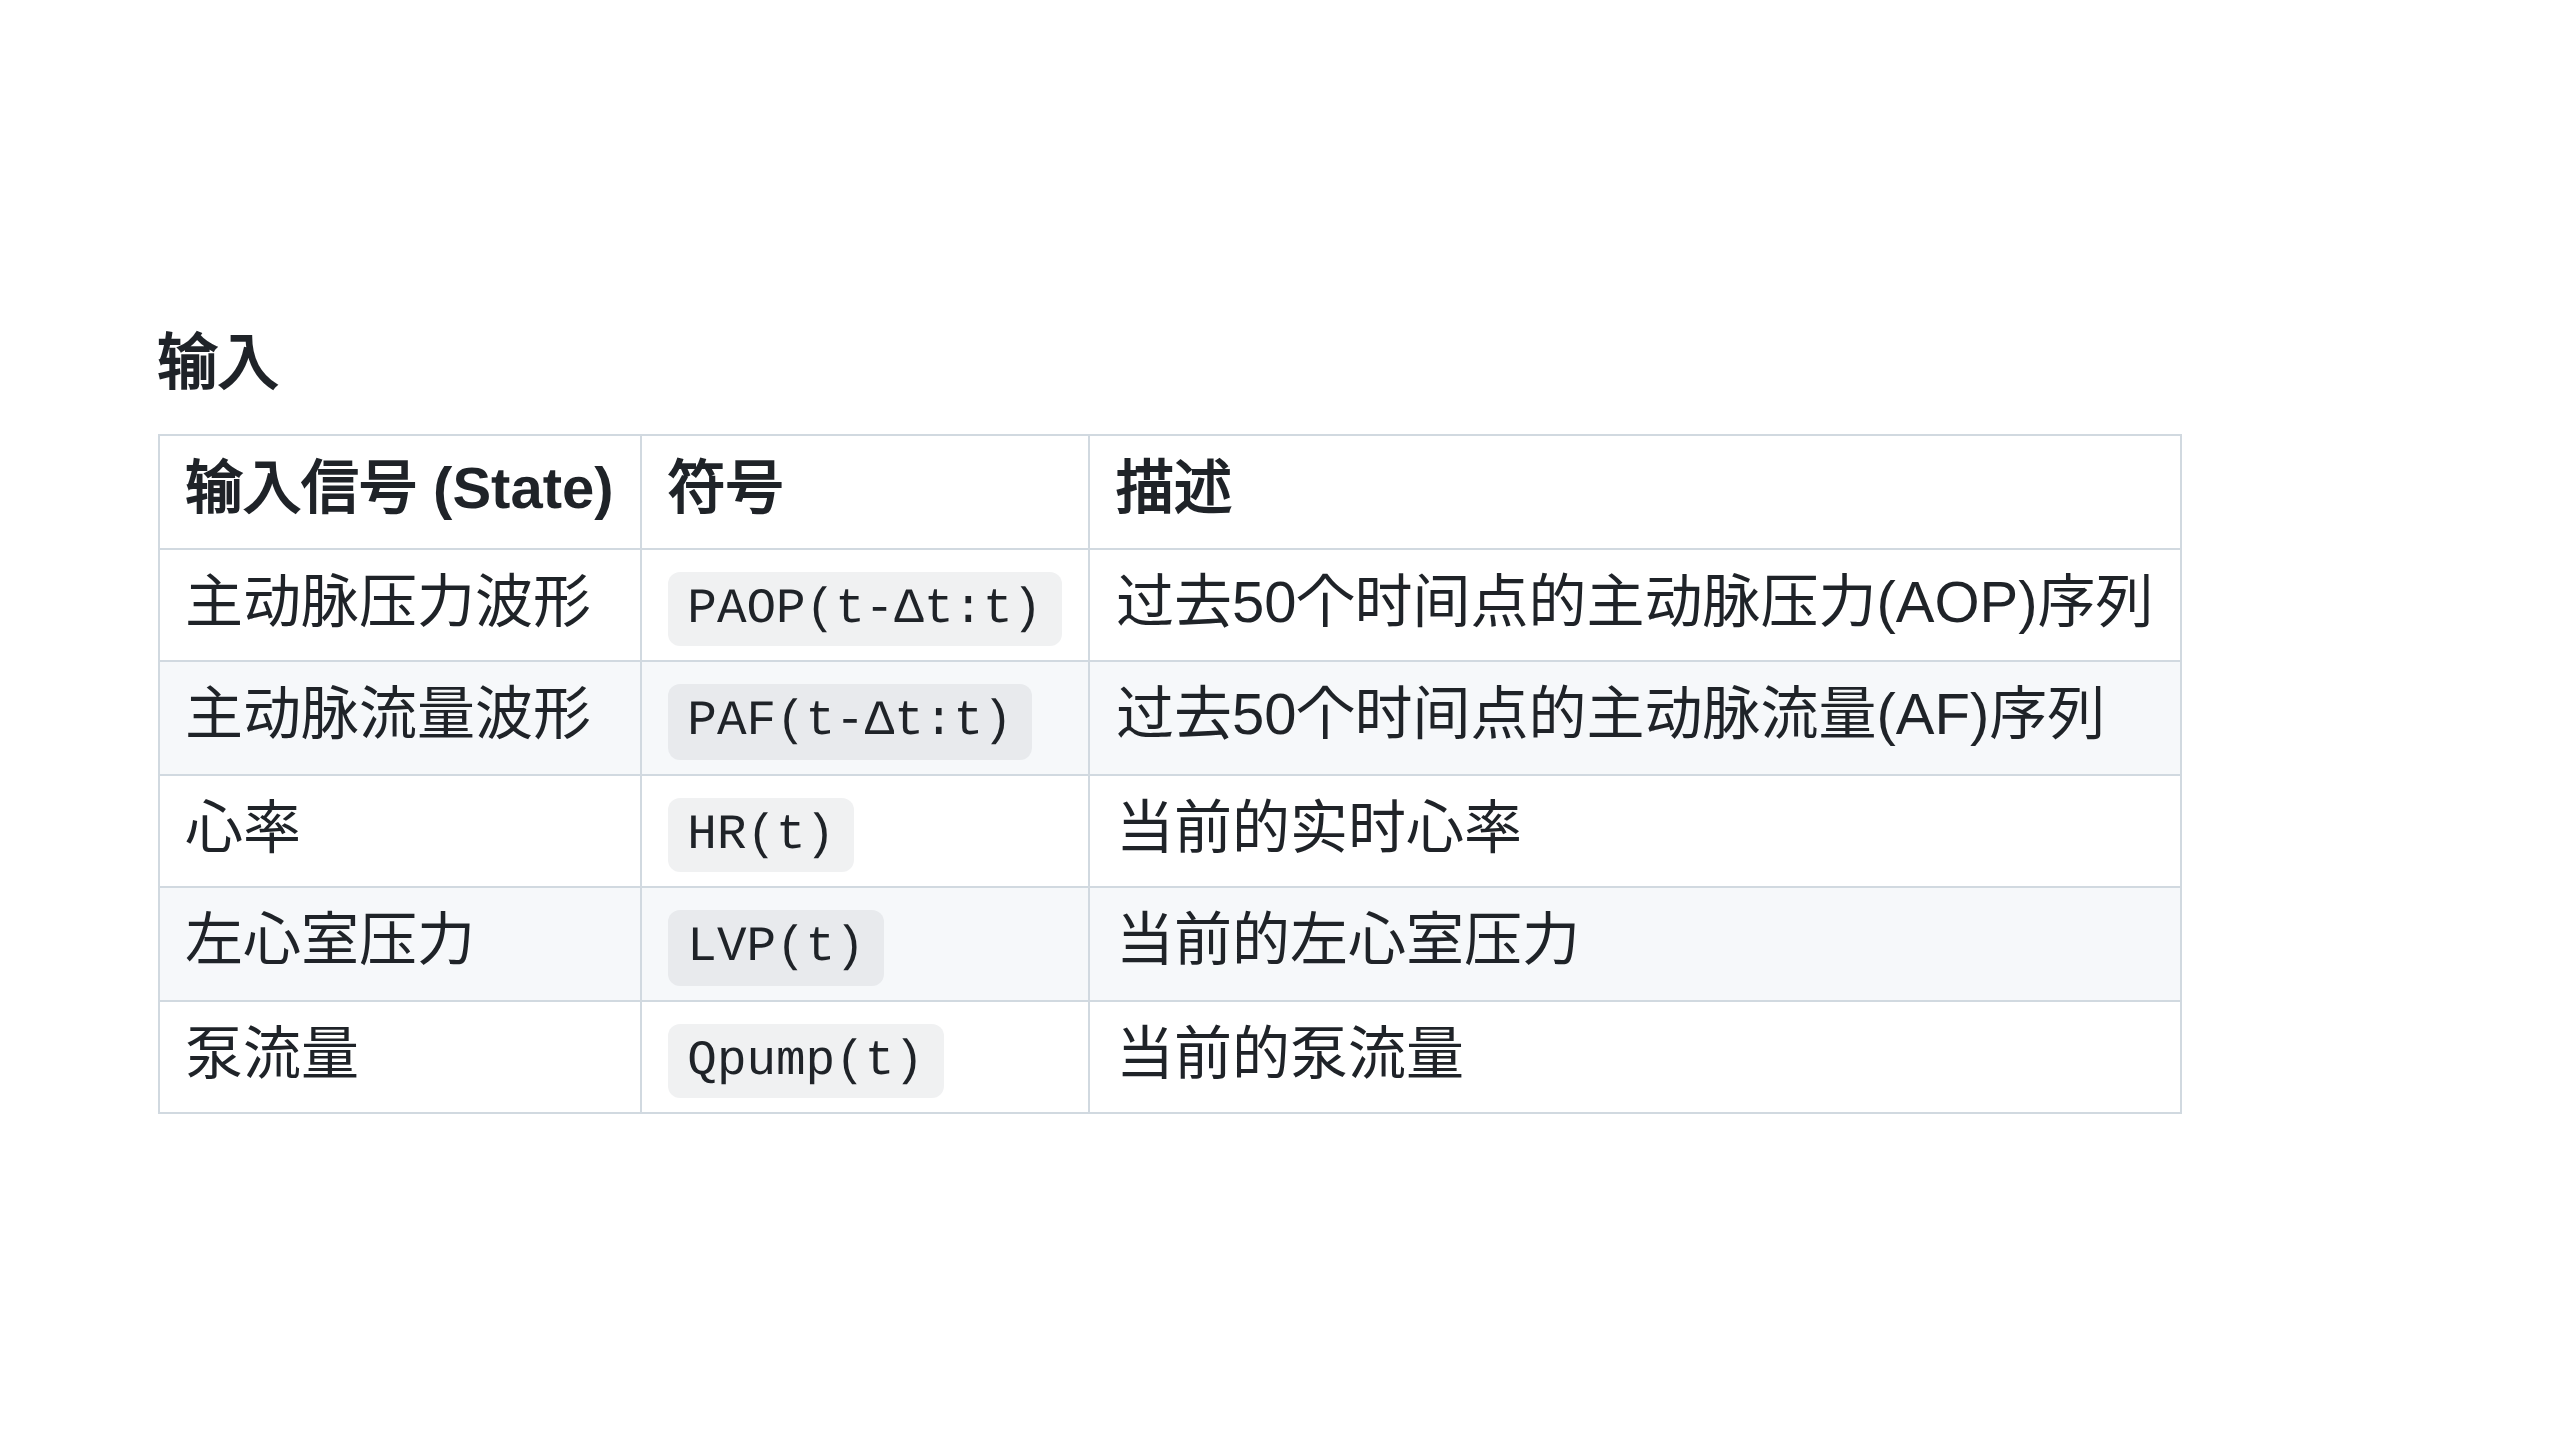 输入
输入信号 (State) 符号 描述
主动脉压力波形 PAOP(t-Δt:t) 过去50个时间点的主动脉压力(AOP)序列
主动脉流量波形 PAF(t-Δt:t) 过去50个时间点的主动脉流量(AF)序列
心率 HR(t) 当前的实时心率
左心室压力 LVP(t) 当前的左心室压力
泵流量 Qpump(t) 当前的泵流量